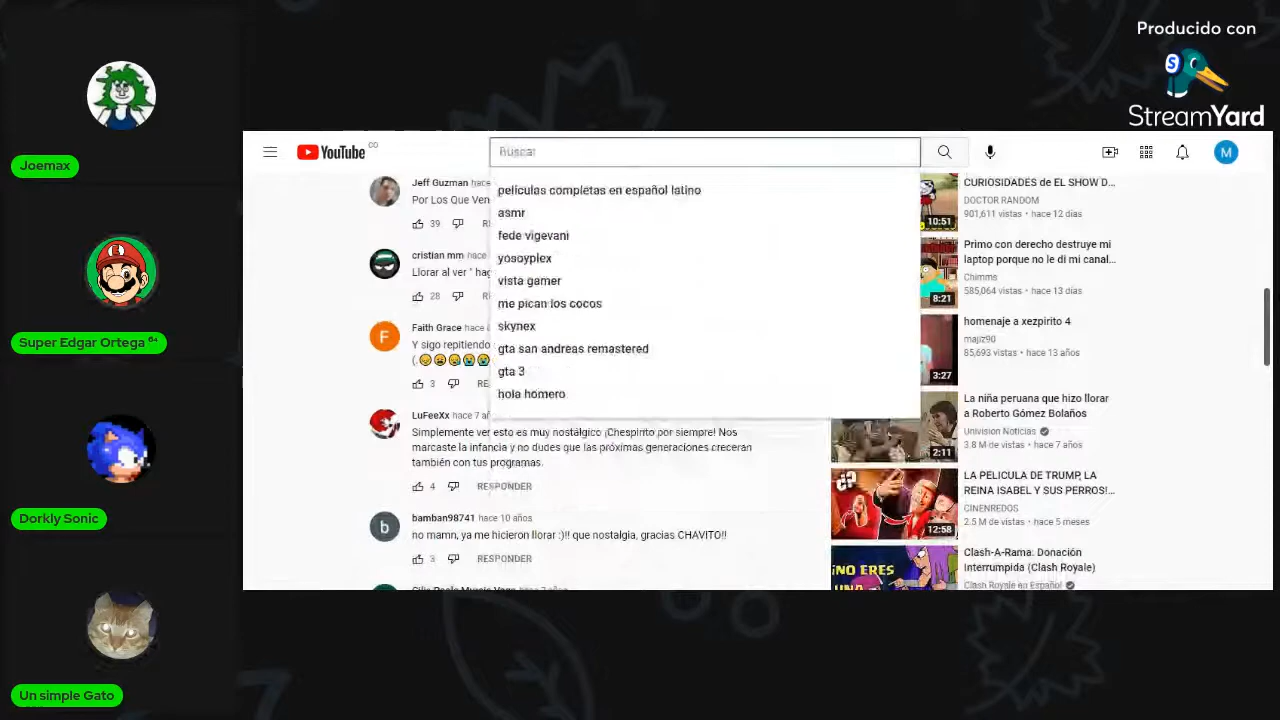 Producido con
StreamYard
Joemax
Super Edgar Ortega ⁶⁴
Dorkly Sonic
Un simple Gato
YouTube CO
Buscar
películas completas en español latino
asmr
fede vigevani
yosoyplex
vista gamer
me pican los cocos
skynex
gta san andreas remastered
gta 3
hola homero
Jeff Guzman hace
Por Los Que Ven
39
cristian mm hace
Llorar al ver " hag
28
Faith Grace hace
Y sigo repitiendo
3
LuFeeXx hace 7 añ
Simplemente ver esto es muy nostálgico ¡Chespirito por siempre! Nos
marcaste la infancia y no dudes que las próximas generaciones crecerán
también con tus programas.
4 RESPONDER
b
bamban98741 hace 10 años
no mamn, ya me hicieron llorar :)!! que nostalgia, gracias CHAVITO!!
3 RESPONDER
M
CURIOSIDADES de EL SHOW D...
DOCTOR RANDOM
901,611 vistas • hace 12 días
10:51
Primo con derecho destruye mi
laptop porque no le di mi canal...
Chimms
585,064 vistas • hace 13 días
8:21
homenaje a xezpirito 4
majiz90
85,693 vistas • hace 13 años
3:27
La niña peruana que hizo llorar
a Roberto Gómez Bolaños
Univision Noticias
3.8 M de vistas • hace 7 años
2:11
LA PELICULA DE TRUMP, LA
REINA ISABEL Y SUS PERROS!...
CINENREDOS
2.5 M de vistas • hace 5 meses
12:58
Clash-A-Rama: Donación
Interrumpida (Clash Royale)
Clash Royale en Español
¡NO ERES
UNA